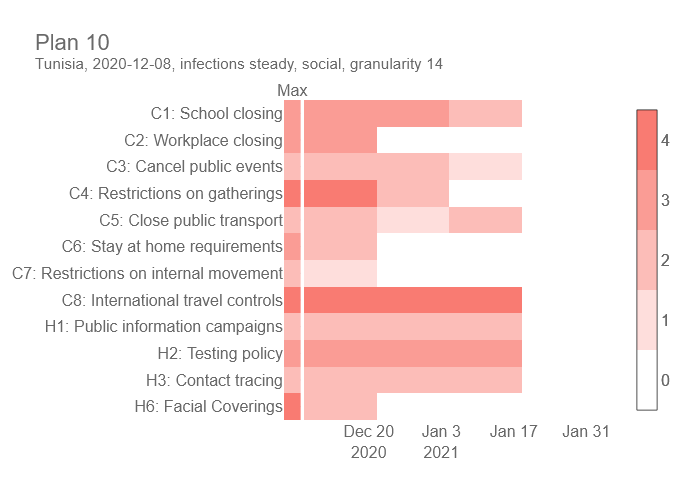 Plan 10
Tunisia, 2020-12-08, infections steady, social, granularity 14
Max
C1: School closing
C2: Workplace closing
C3: Cancel public events
C4: Restrictions on gatherings
C5: Close public transport
C6: Stay at home requirements
C7: Restrictions on internal movement
C8: International travel controls
H1: Public information campaigns
H2: Testing policy
H3: Contact tracing
H6: Facial Coverings
Dec 20 Jan 3 Jan 17 Jan 31
2020 2021
4
3
2
1
0